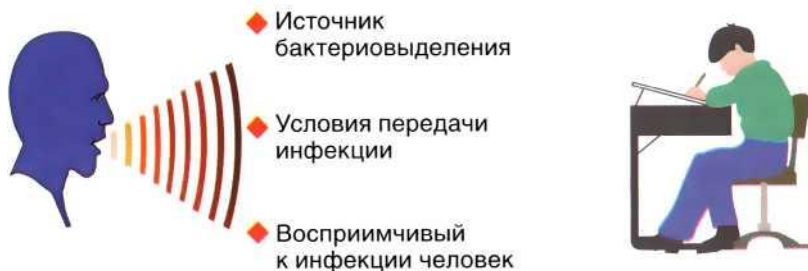 Источник
бактериовыделения
Условия передачи
инфекции
Восприимчивый
к инфекции человек